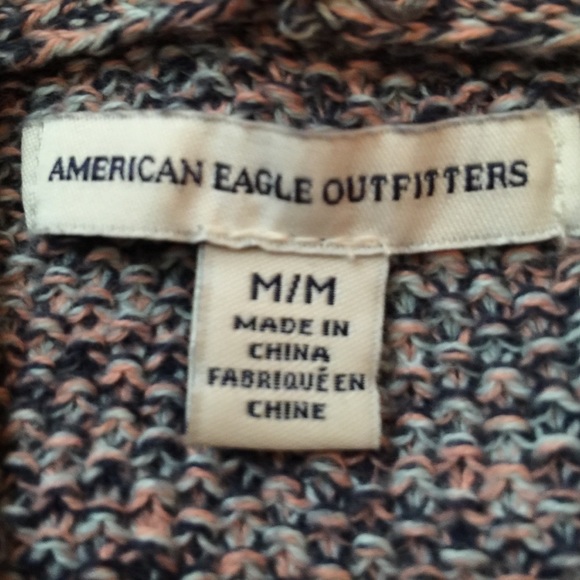 AMERICAN EAGLE OUTFITTERS
M/M
MADE IN
CHINA
FABRIQUÉ EN
CHINE